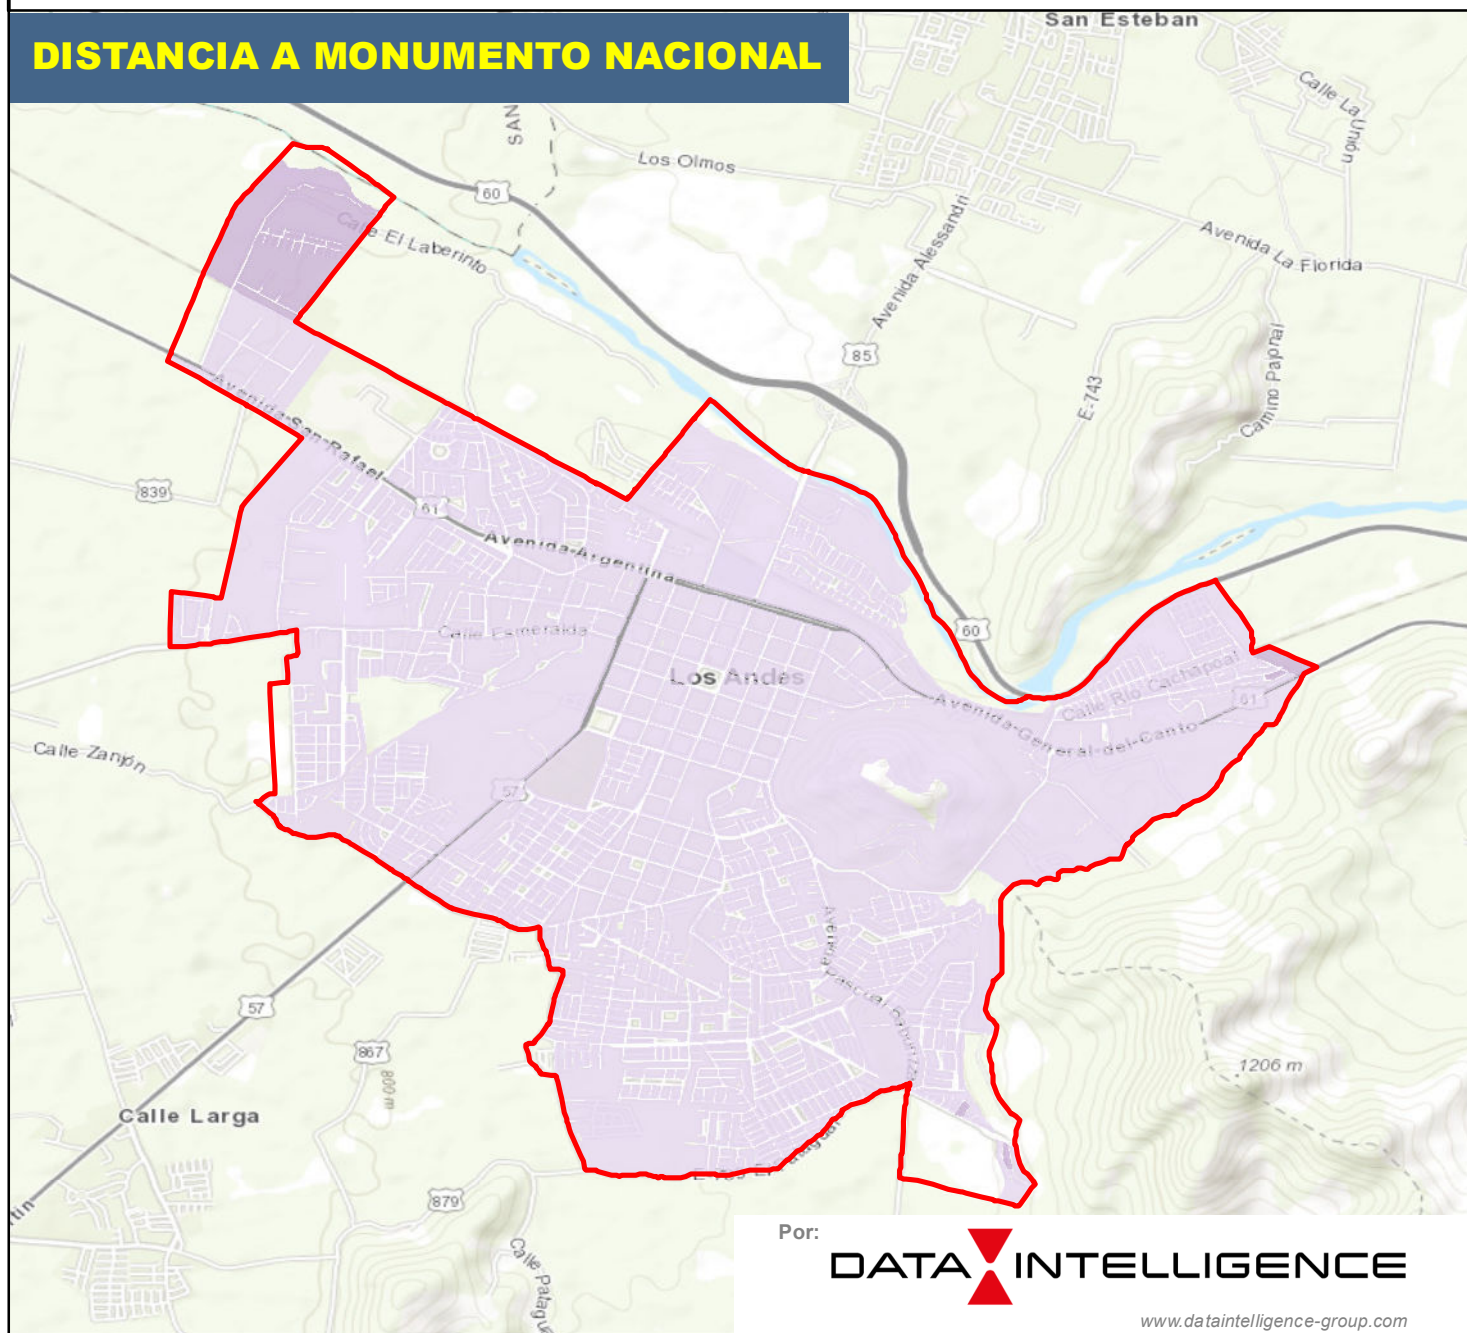 DISTANCIA A MONUMENTO NACIONAL
San Esteban
Calle La Unión
SAN
Los Olmos
60
Avenida Alessandri
Avenida La Florida
Calle El Laberinto
85
E-743
Avenida San Rafael
839
61
Avenida Argentina
Calle Esmeralda
60
Los Andes
Calle Rio Cachapoal
61
Avenida General del Canto
Calle Zanjón
57
57
867
800 m
1206 m
Calle Larga
879
Por:
DATA INTELLIGENCE
www.dataintelligence-group.com